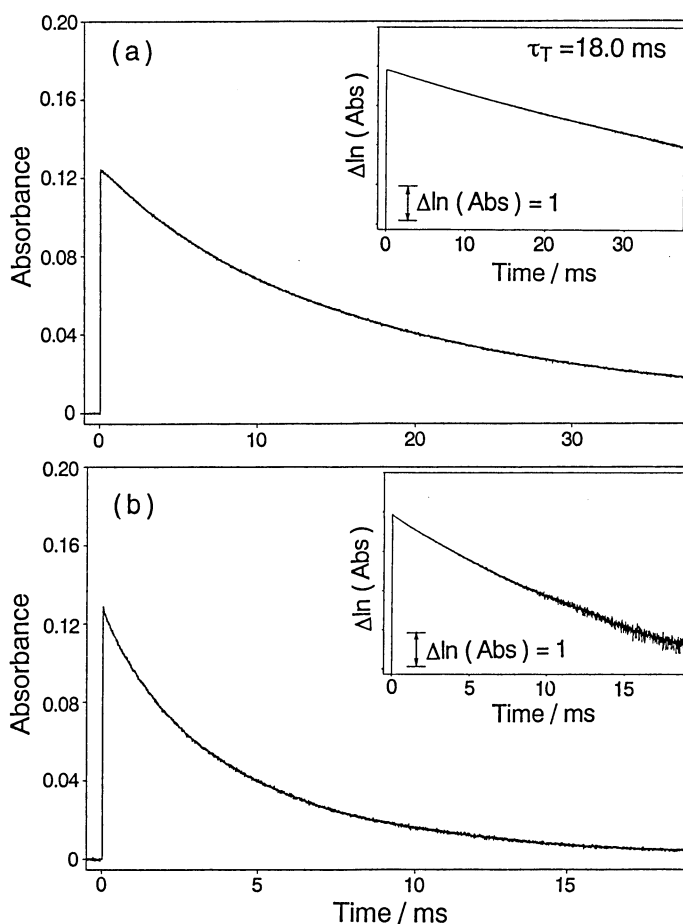 (a)
τT =18.0 ms
Δln (Abs)
Δln (Abs) = 1
0 10 20 30
Time / ms
Absorbance
0.20
0.16
0.12
0.08
0.04
0
0 10 20 30
(b)
Δln (Abs)
Δln (Abs) = 1
0 5 10 15
Time / ms
Absorbance
0.20
0.16
0.12
0.08
0.04
0
0 5 10 15
Time / ms